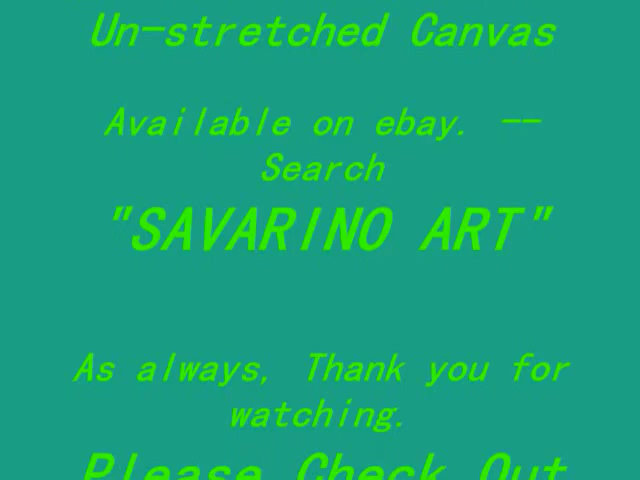 Un-stretched Canvas
Available on ebay. --
Search
"SAVARINO ART"
As always, Thank you for
watching.
Please Check Out